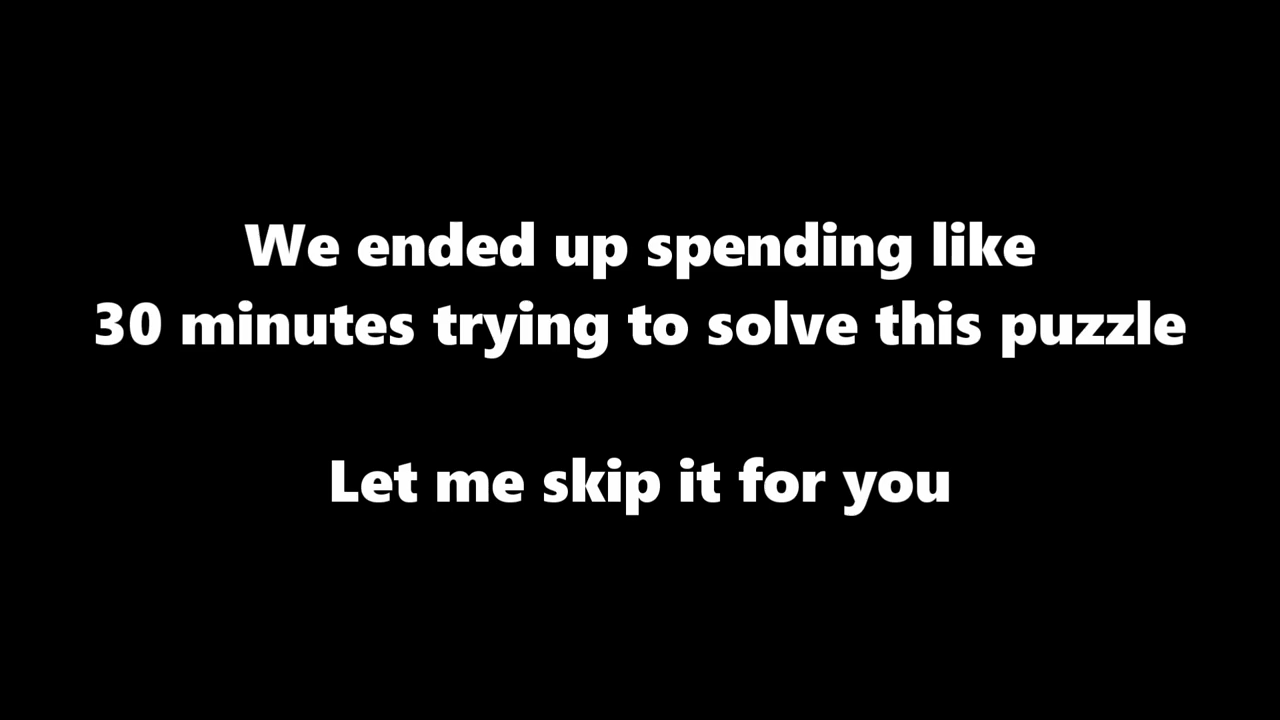 We ended up spending like
30 minutes trying to solve this puzzle
Let me skip it for you